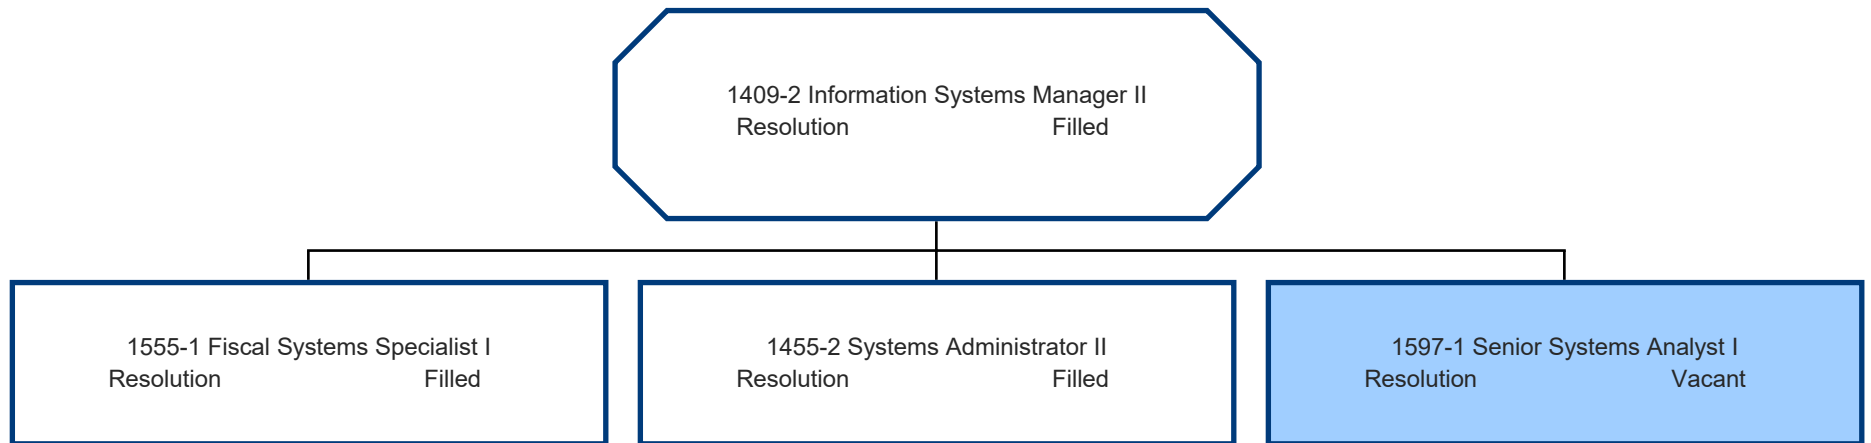 1409-2 Information Systems Manager II
Resolution Filled
1555-1 Fiscal Systems Specialist I
Resolution Filled
1455-2 Systems Administrator II
Resolution Filled
1597-1 Senior Systems Analyst I
Resolution Vacant